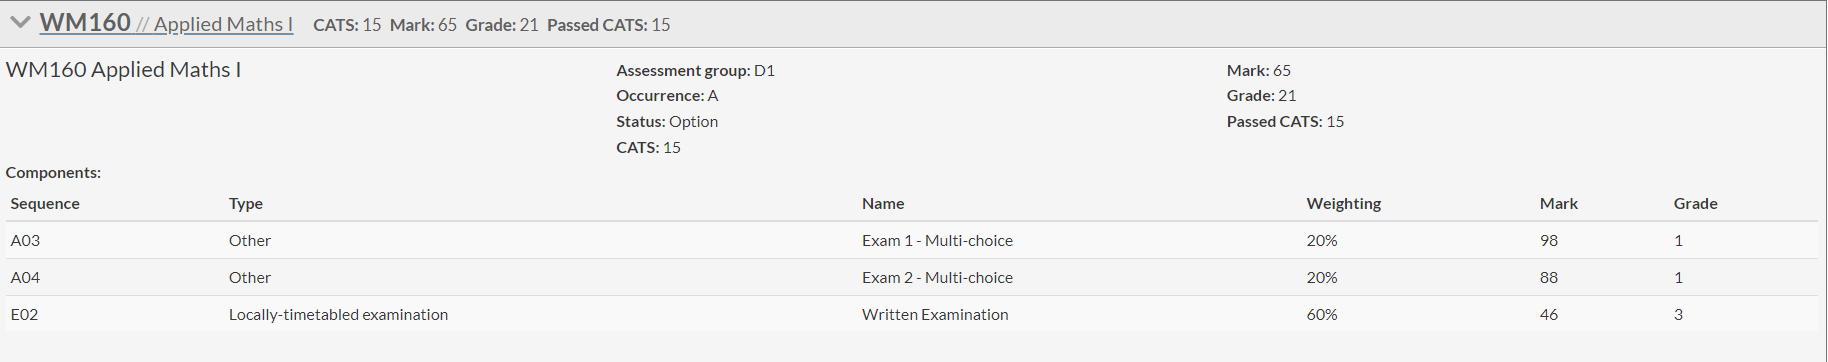 WM160 // Applied Maths I CATS: 15 Mark: 65 Grade: 21 Passed CATS: 15
WM160 Applied Maths I
Assessment group: D1
Occurrence: A
Status: Option
CATS: 15
Mark: 65
Grade: 21
Passed CATS: 15
Components:
Sequence Type Name Weighting Mark Grade
A03 Other Exam 1 - Multi-choice 20% 98 1
A04 Other Exam 2 - Multi-choice 20% 88 1
E02 Locally-timetabled examination Written Examination 60% 46 3